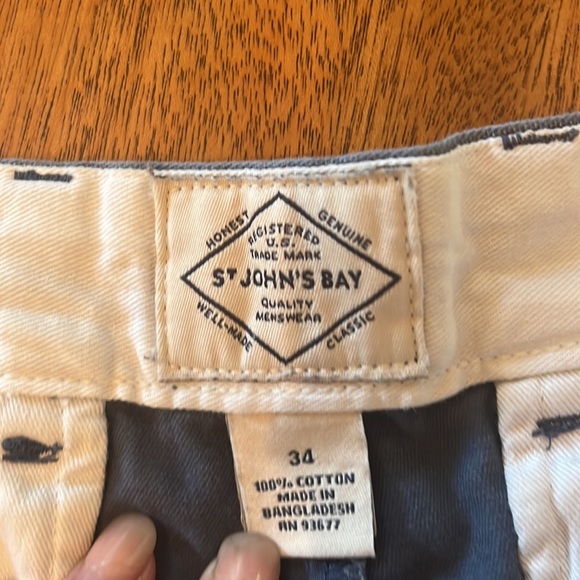 HONEST
GENUINE
REGISTERED
U.S.
TRADE MARK
ST JOHN'S BAY
QUALITY
MENSWEAR
WELL-MADE
CLASSIC
34
100% COTTON
MADE IN
BANGLADESH
RN 93677